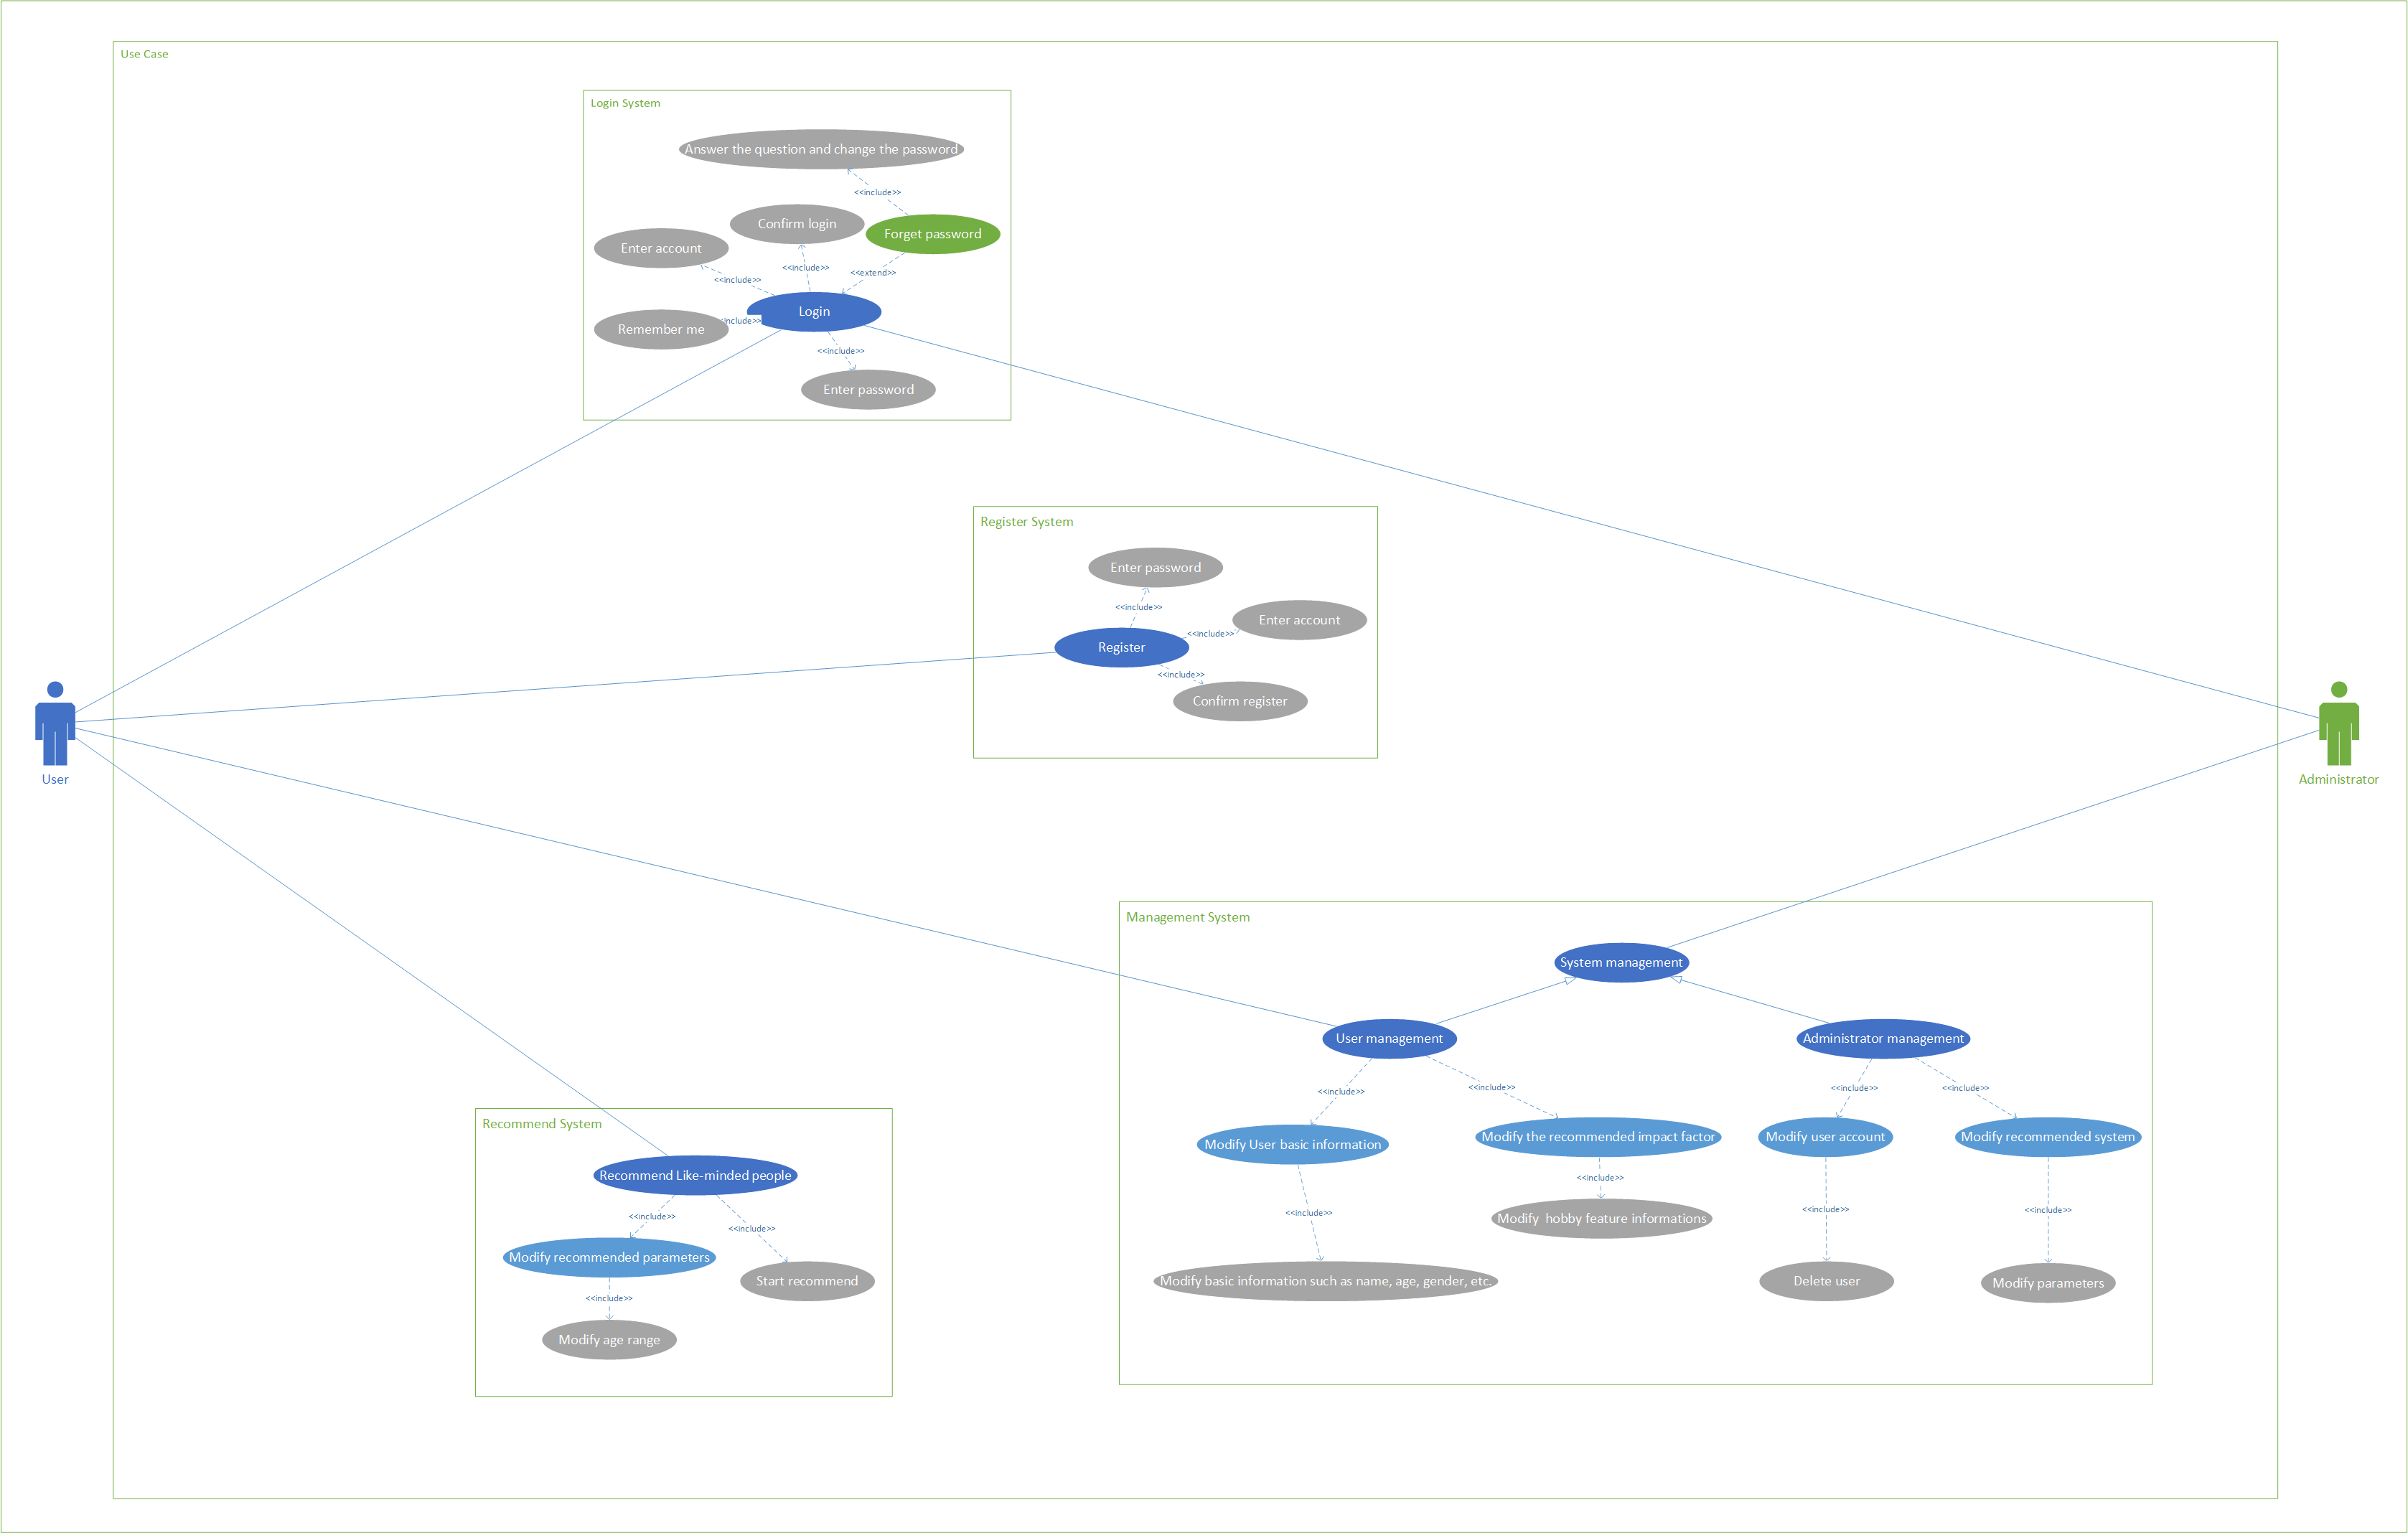 Use Case
Login System
Answer the question and change the password
<<include>>
Confirm login
Forget password
Enter account
<<include>>
<<extend>>
<<include>>
Login
<include>>
Remember me
<<include>>
Enter password
Register System
Enter password
<<include>>
Enter account
<<include>>
Register
<<include>>
Confirm register
User
Administrator
Management System
System management
User management
Administrator management
<<include>>
<<include>>
<<include>>
<<include>>
Modify User basic information
Modify the recommended impact factor
Modify user account
Modify recommended system
<<include>>
<<include>>
<<include>>
<<include>>
Modify  hobby feature informations
Modify basic information such as name, age, gender, etc.
Delete user
Modify parameters
Recommend System
Recommend Like-minded people
<<include>>
<<include>>
Modify recommended parameters
Start recommend
<<include>>
Modify age range